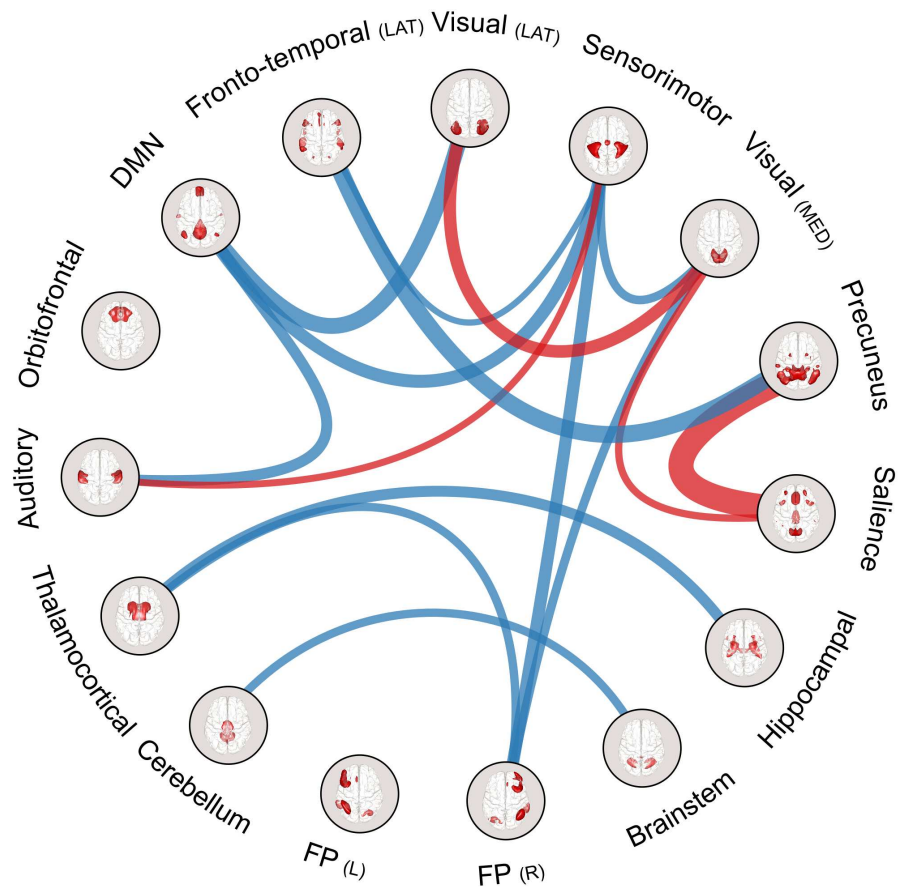 Fronto-temporal (LAT)
Visual (LAT)
Sensorimotor
Visual (MED)
Precuneus
Salience
Hippocampal
Brainstem
FP (R)
FP (L)
Cerebellum
Thalamocortical
Auditory
Orbitofrontal
DMN